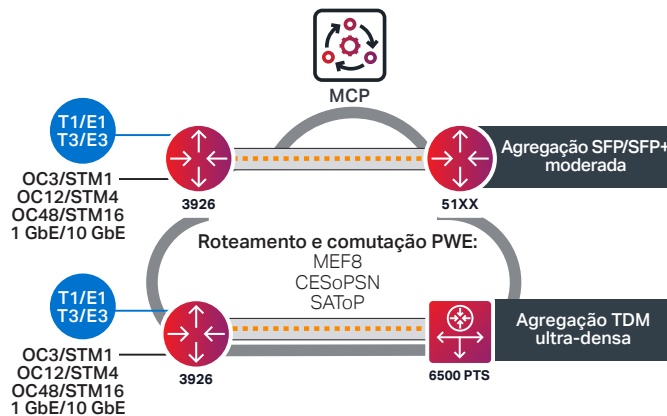 MCP
T1/E1
T3/E3
OC3/STM1
OC12/STM4
OC48/STM16
1 GbE/10 GbE
3926
51XX
Agregação SFP/SFP+
moderada
Roteamento e comutação PWE:
MEF8
CESoPSN
SAToP
T1/E1
T3/E3
OC3/STM1
OC12/STM4
OC48/STM16
1 GbE/10 GbE
3926
6500 PTS
Agregação TDM
ultra-densa